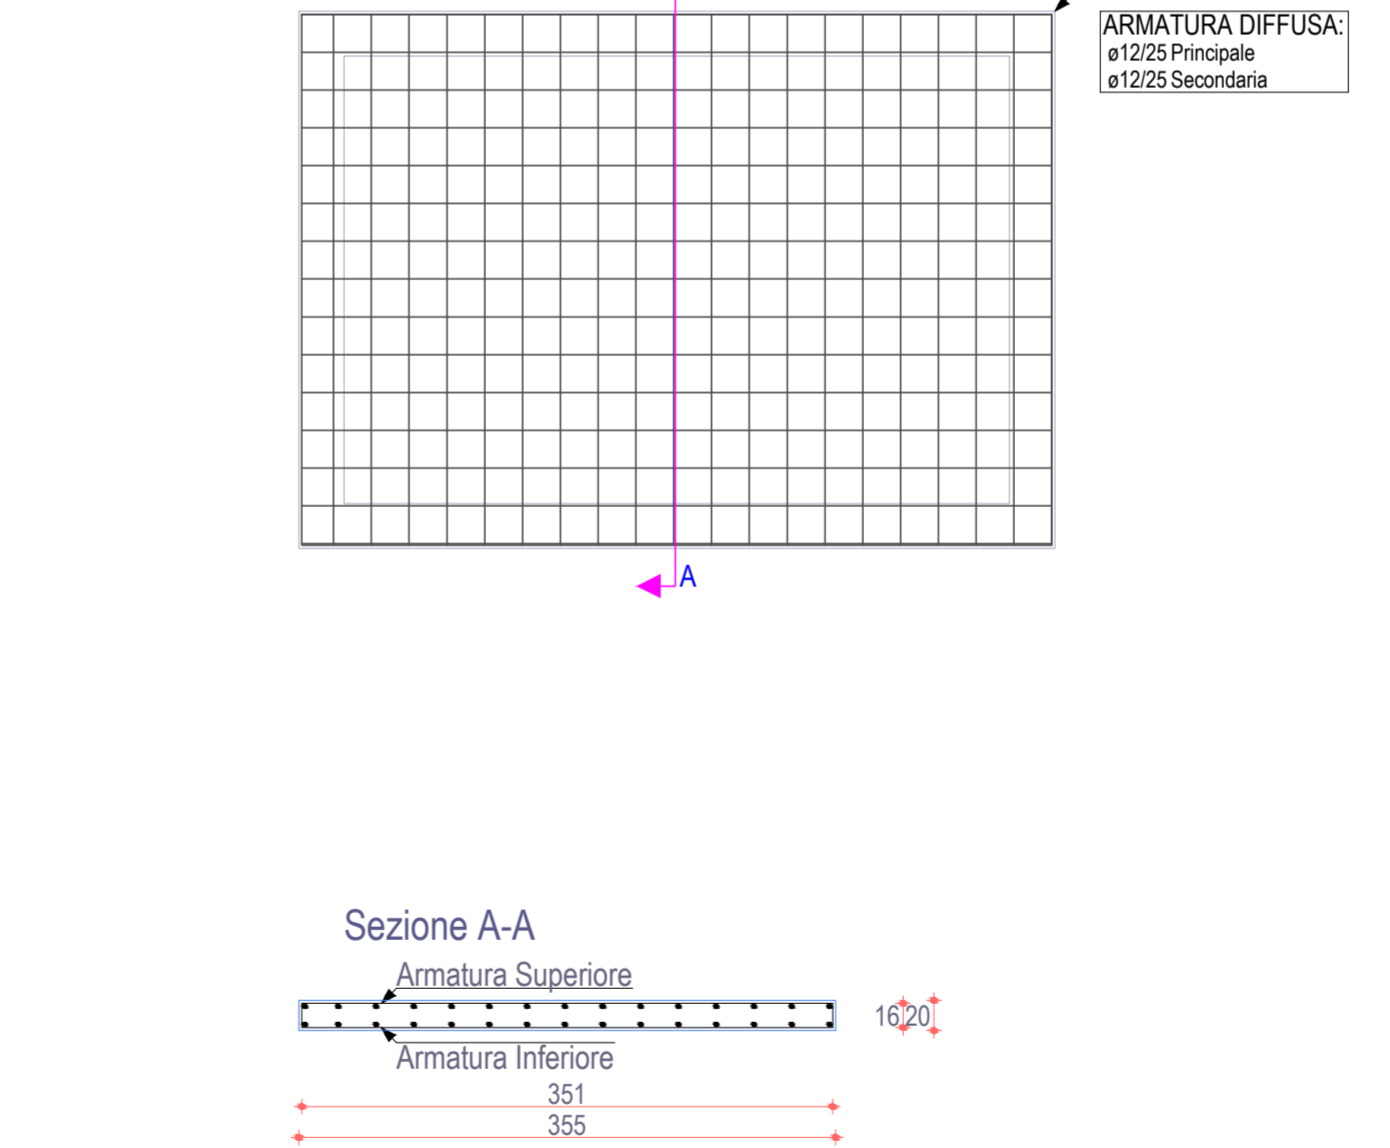 ARMATURA DIFFUSA:
ø12/25 Principale
ø12/25 Secondaria
A
Sezione A-A
Armatura Superiore
16 20
Armatura Inferiore
351
355